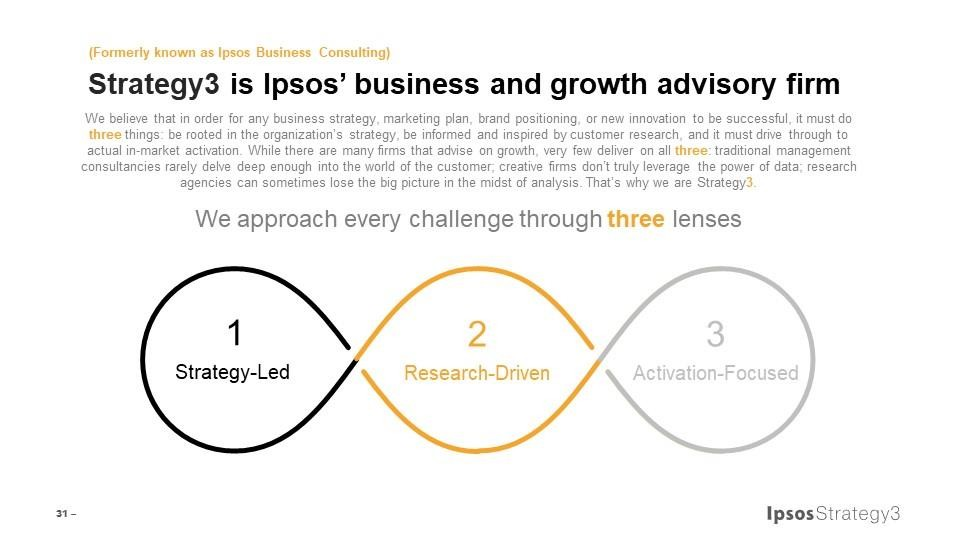 (Formerly known as Ipsos Business Consulting)
Strategy3 is Ipsos’ business and growth advisory firm
We believe that in order for any business strategy, marketing plan, brand positioning, or new innovation to be successful, it must do
three things: be rooted in the organization’s strategy, be informed and inspired by customer research, and it must drive through to
actual in-market activation. While there are many firms that advise on growth, very few deliver on all three: traditional management
consultancies rarely delve deep enough into the world of the customer; creative firms don’t truly leverage the power of data; research
agencies can sometimes lose the big picture in the midst of analysis. That’s why we are Strategy3.
We approach every challenge through three lenses
1
Strategy-Led
2
Research-Driven
3
Activation-Focused
31 –
IpsosStrategy3